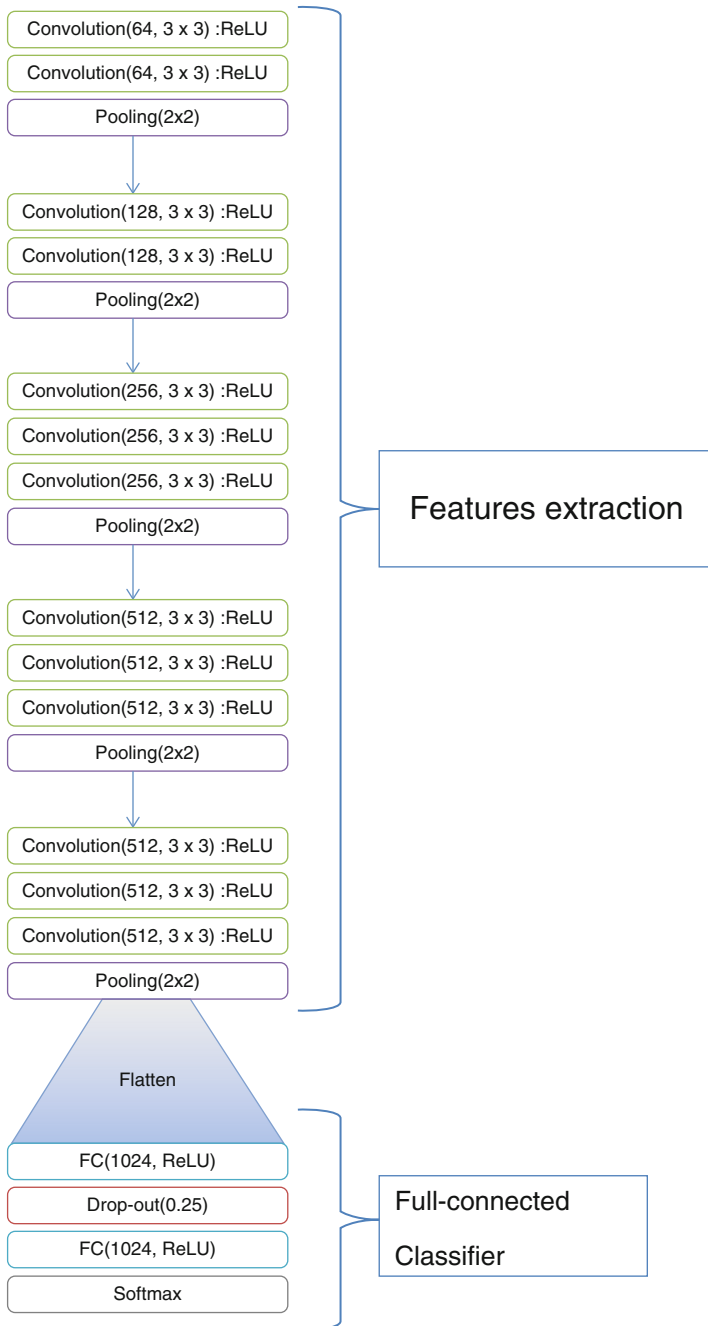 Convolution(64, 3 x 3) :ReLU
Convolution(64, 3 x 3) :ReLU
Pooling(2x2)
Convolution(128, 3 x 3) :ReLU
Convolution(128, 3 x 3) :ReLU
Pooling(2x2)
Convolution(256, 3 x 3) :ReLU
Convolution(256, 3 x 3) :ReLU
Convolution(256, 3 x 3) :ReLU
Pooling(2x2)
Features extraction
Convolution(512, 3 x 3) :ReLU
Convolution(512, 3 x 3) :ReLU
Convolution(512, 3 x 3) :ReLU
Pooling(2x2)
Convolution(512, 3 x 3) :ReLU
Convolution(512, 3 x 3) :ReLU
Convolution(512, 3 x 3) :ReLU
Pooling(2x2)
Flatten
FC(1024, ReLU)
Drop-out(0.25)
FC(1024, ReLU)
Softmax
Full-connected
Classifier